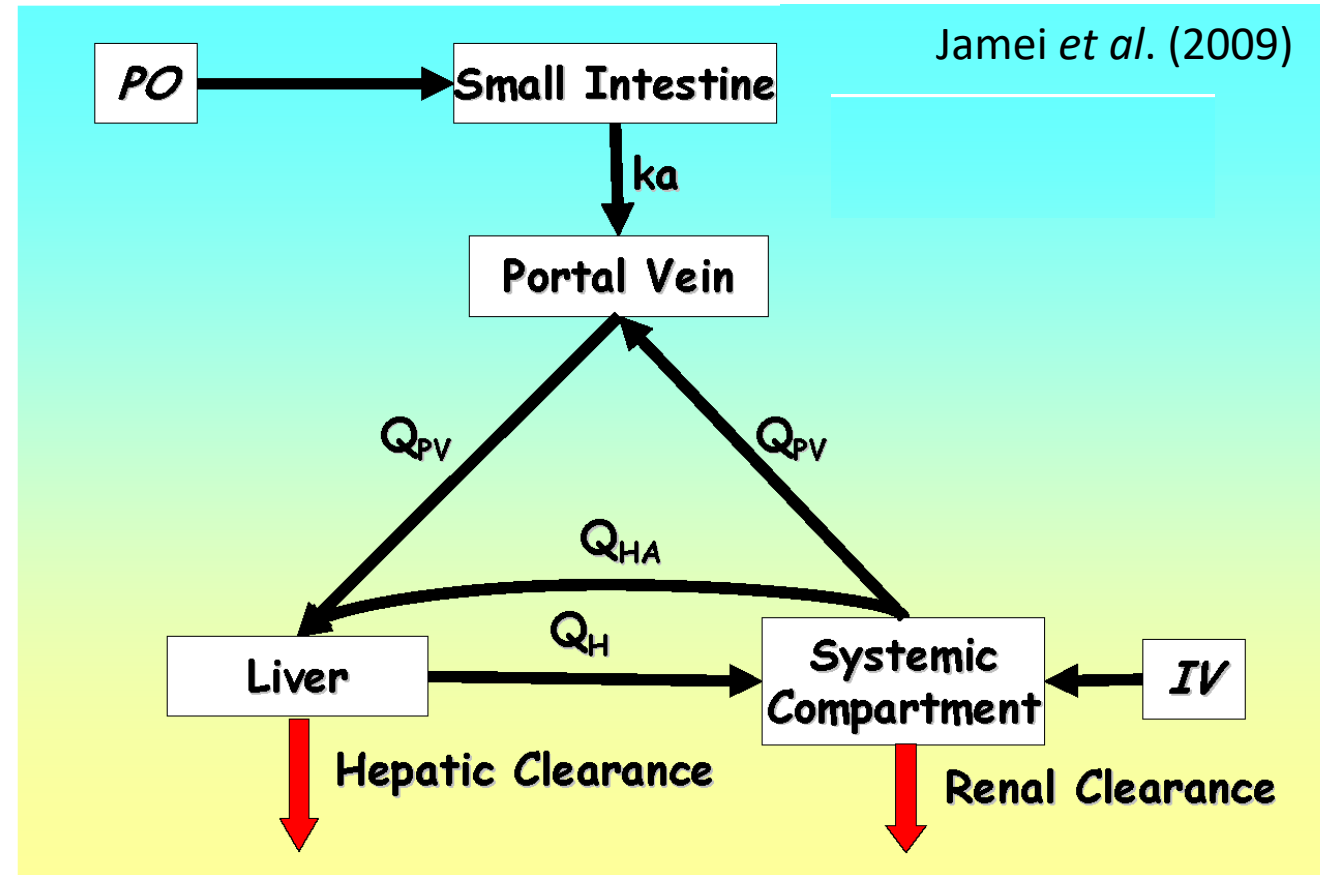 Jamei et al. (2009)
PO
Small Intestine
ka
Portal Vein
QPV
QPV
QHA
QH
Liver
Systemic
Compartment
IV
Hepatic Clearance
Renal Clearance